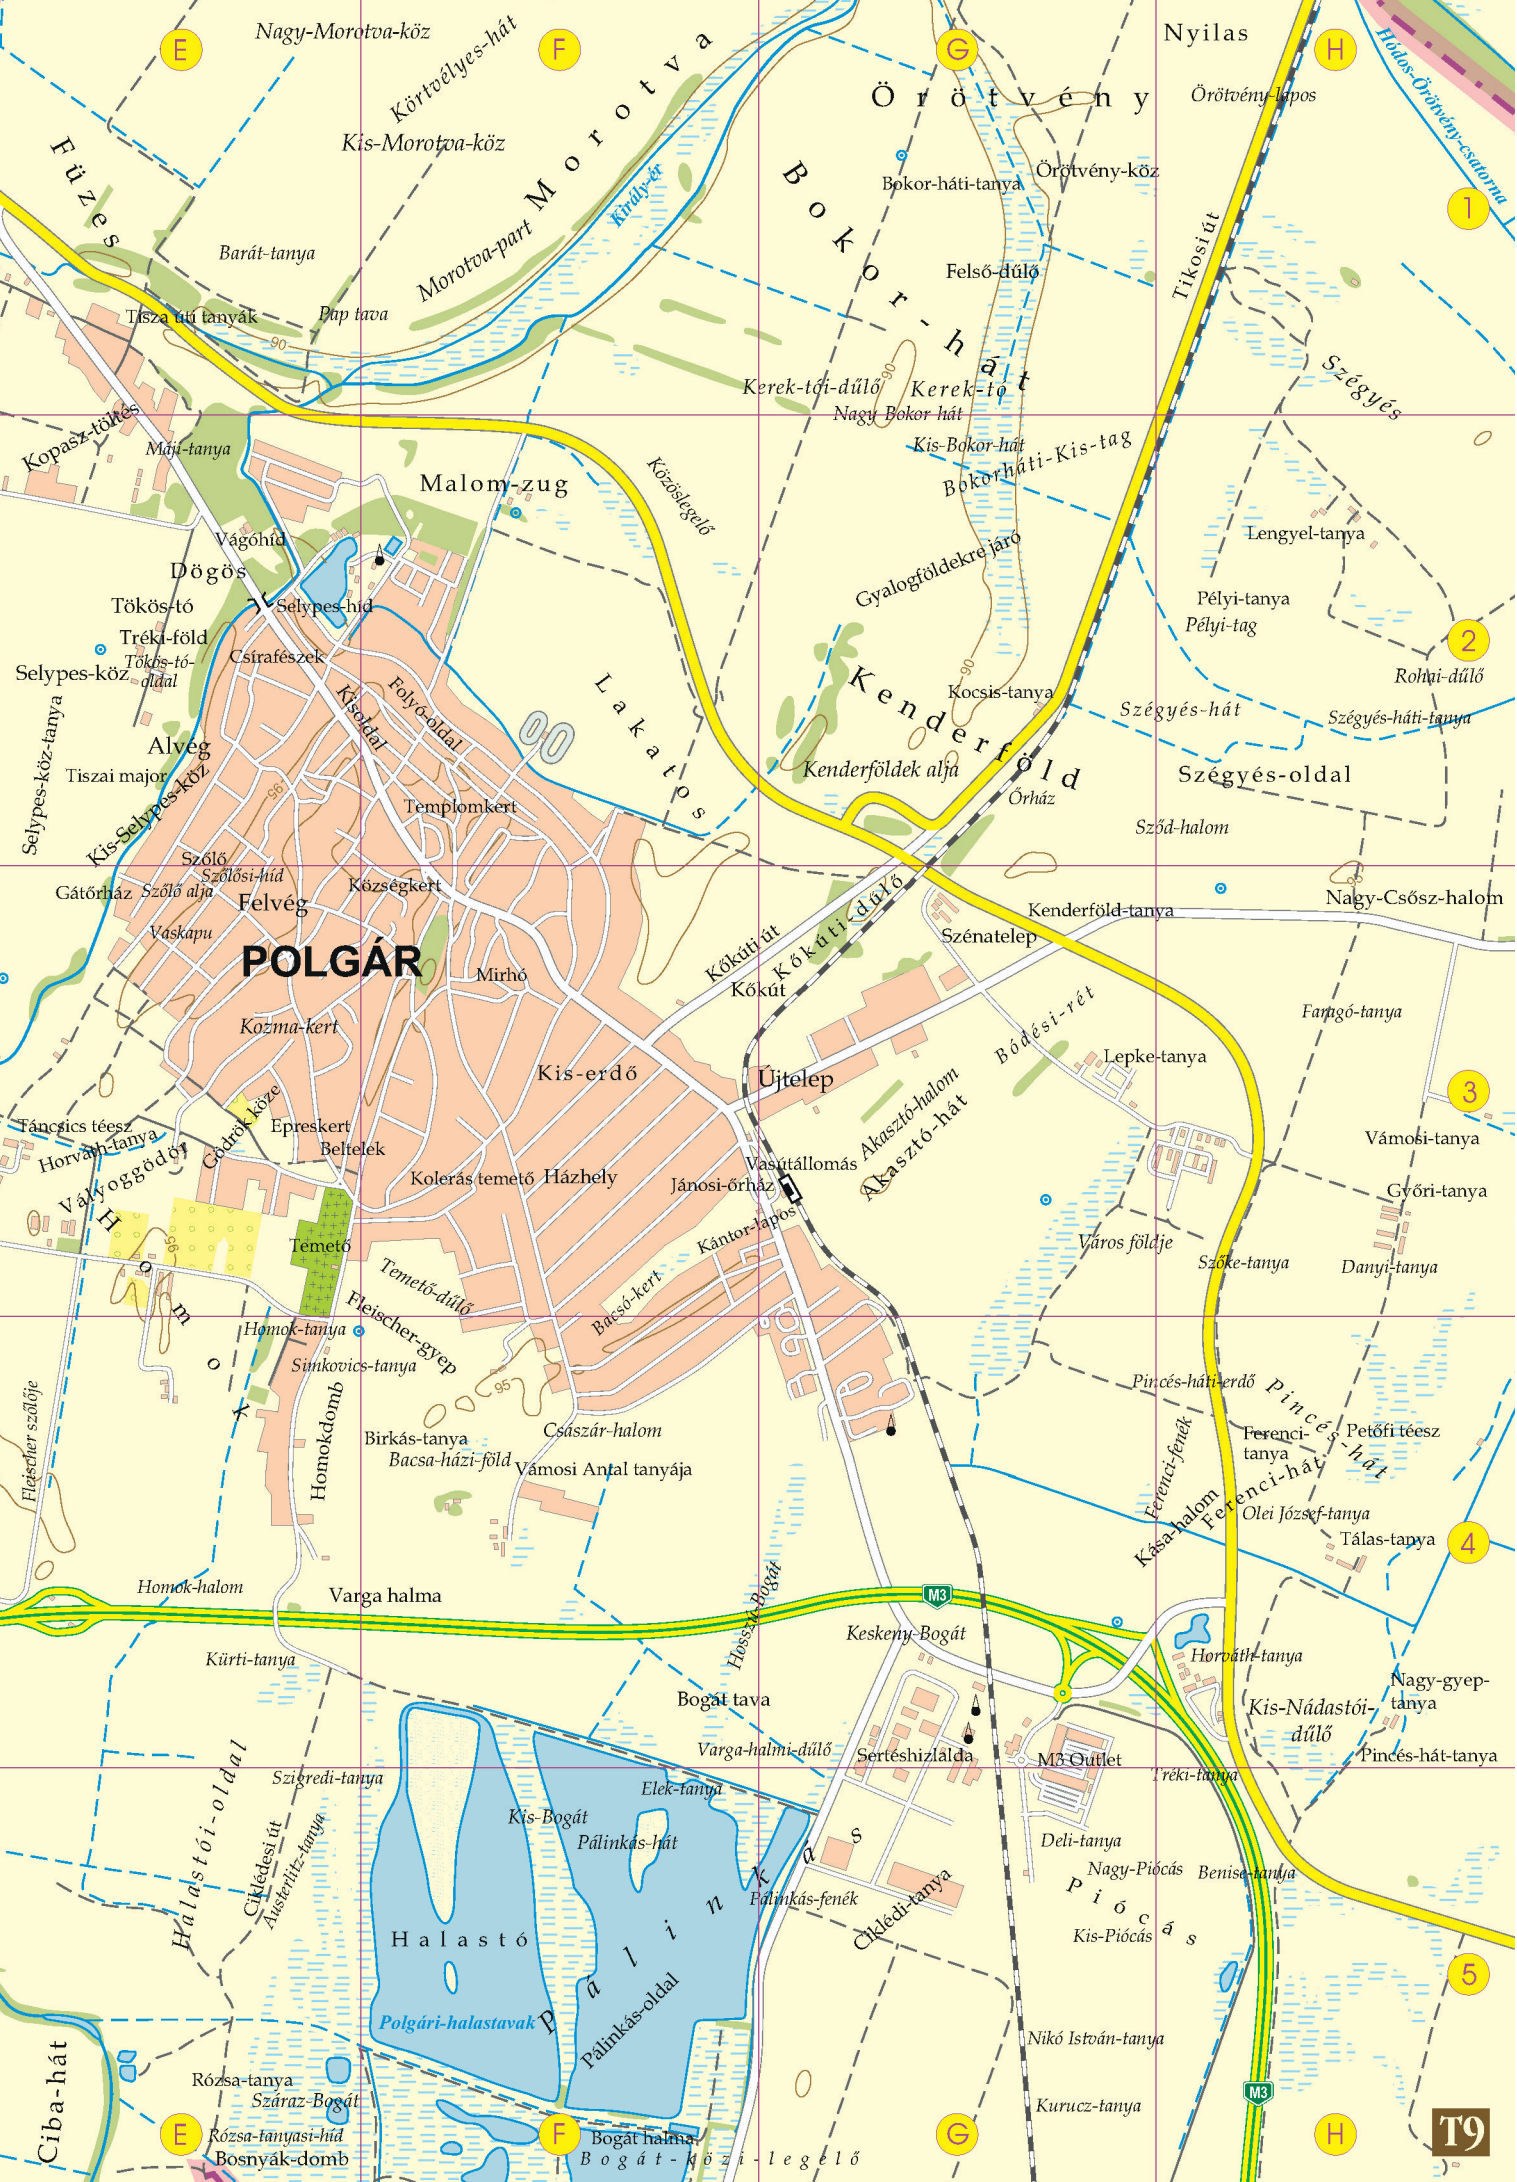 E
Nagy-Morotva-köz
Körtvélyes-hát
F
G
Nyilas
H
Hódos-Örötvény-csatorna
Morotva
Örötvény
Örötvény-lapos
Kis-Morotva-köz
Füzes
Bokor-hát
Bokor-háti-tanya
Örötvény-köz
Király-ér
1
Barát-tanya
Morotva-part
Felső-dűlő
Tikosi út
Tisza úti tanyák
Pap tava
90
Szégyés
Kerek-tói-dűlő
90
Kerek-tó
Nagy Bokor hát
Kopasz-töltés
Máji-tanya
Kis-Bokor-hát
Bokorháti-Kis-tag
Malom-zug
Közöslegelő
Vágóhíd
Lengyel-tanya
Dögös
Gyalogföldekre járó
Tökös-tó
Selypes-híd
Pélyi-tanya
Pélyi-tag
2
Tréki-föld
Csírafészek
Tökös-tó-
oldal
Selypes-köz
90
Rohai-dűlő
Kisoldal
Folyó-oldal
Lakatos
Kenderföld
Kocsis-tanya
Szégyés-hát
Szégyés-háti-tanya
Selypes-köz-tanya
Alvég
Tiszai major
Kenderföldek alja
Szégyés-oldal
95
Templomkert
Őrház
Kis-Selypes-köz
Sződ-halom
Szőlő
Szőlősi-híd
Gátőrház
Szőlő alja
Községkert
95
Felvég
Kenderföld-tanya
Nagy-Csősz-halom
Vaskapu
Kőkúti út
Kőkúti-dűlő
Szénatelep
POLGÁR
Mirhó
Kőkút
Kozma-kert
Bódési-rét
Faragó-tanya
Lepke-tanya
Kis-erdő
Újtelep
3
Táncsics téesz
Horváth-tanya
Gödrök köze
Epreskert
Beltelek
Akasztó-halom
Akasztó-hát
Vámosi-tanya
Vasútállomás
Vályoggödör
Kolerás temető
Házhely
Jánosi-őrház
Győri-tanya
Homok
95
Temető
Kántor-lapos
Város földje
Szőke-tanya
Danyi-tanya
Temető-dűlő
Bacsó-kert
Fleischer-gyep
Homok-tanya
Simkovics-tanya
95
Pincés-háti-erdő
Pincés-hát
Fleischer szőlője
Homokdomb
Birkás-tanya
Császár-halom
Ferenci-
tanya
Petőfi téesz
Bacsa-házi-föld
Vámosi Antal tanyája
Ferenci-fenék
Ferenci-hát
Kása-halom
Olei József-tanya
Tálas-tanya
4
Homok-halom
Varga halma
M3
Hosszú-Bogát
Keskeny-Bogát
Kürti-tanya
Horváth-tanya
Bogát tava
Kis-Nádastói-
dűlő
Nagy-gyep-
tanya
Varga-halmi-dűlő
Sertéshizlalda
M3 Outlet
Pincés-hát-tanya
Halastói-oldal
Szigredi-tanya
Elek-tanya
Tréki-tanya
Kis-Bogát
Ciklédesi út
Austerlitz-tanya
Pálinkás-hát
Pálinkás
Deli-tanya
Nagy-Piócás
Benise-tanya
Pálinkás-fenék
Piócás
Ciklédi-tanya
Kis-Piócás
Halastó
5
Pálinkás-oldal
Polgári-halastavak
Nikó István-tanya
Ciba-hát
Rózsa-tanya
M3
Száraz-Bogát
Kurucz-tanya
E
Rózsa-tanyasi-híd
F
Bogát halma
G
H
T9
Bosnyák-domb
Bogát-közi-legelő